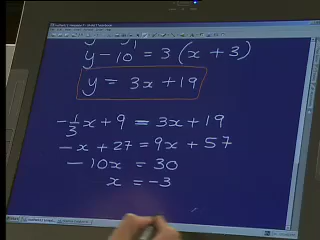 y - 10 = 3 (x + 3)
y = 3x + 19
-1/3x + 9 = 3x + 19
-x + 27 = 9x + 57
-10x = 30
x = -3